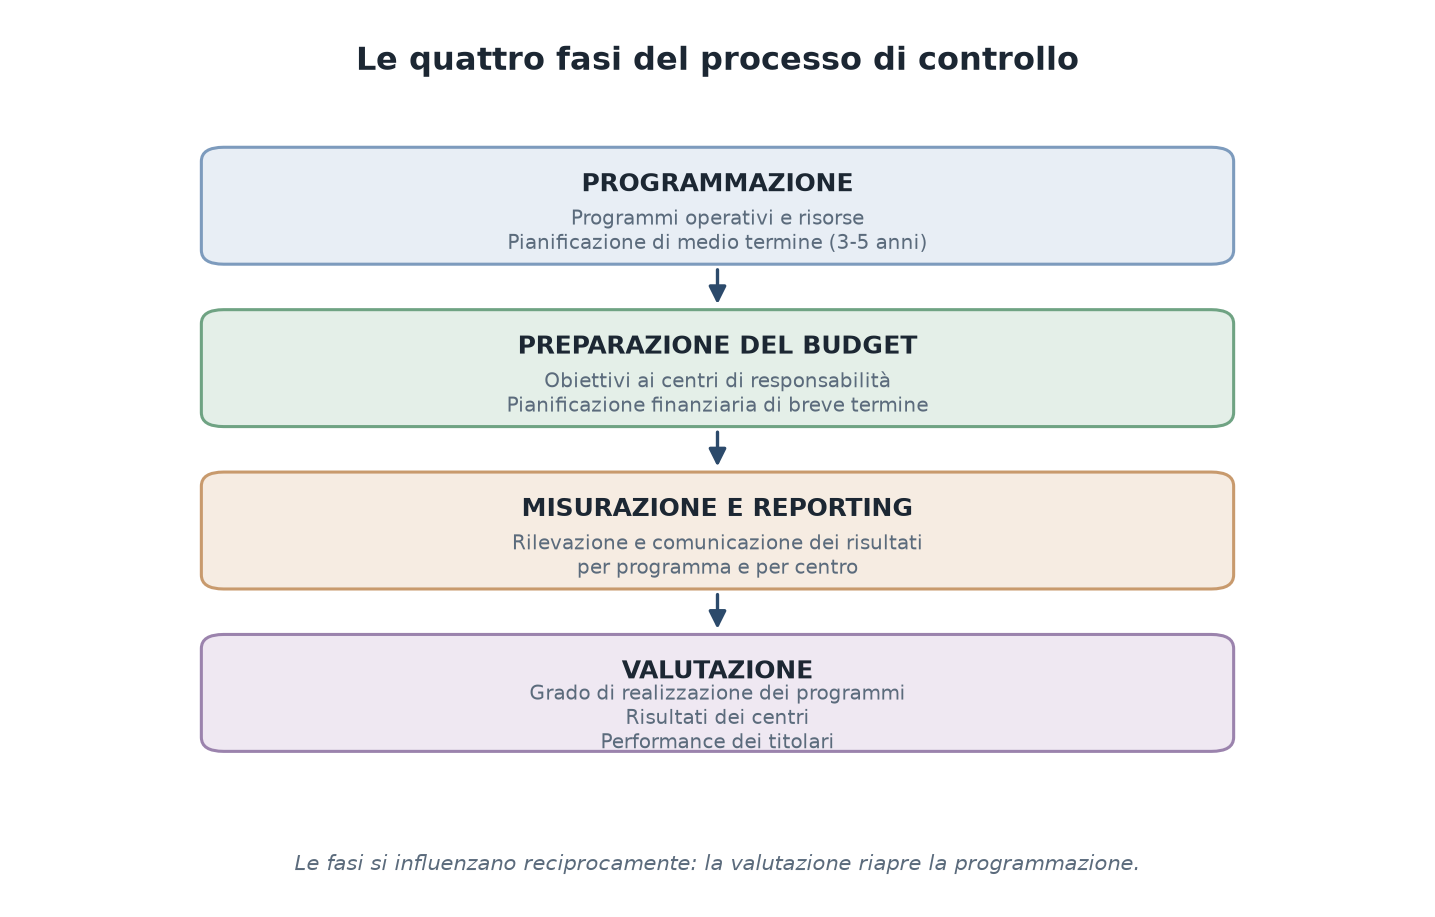 Le quattro fasi del processo di controllo
PROGRAMMAZIONE
Programmi operativi e risorse
Pianificazione di medio termine (3-5 anni)
PREPARAZIONE DEL BUDGET
Obiettivi ai centri di responsabilità
Pianificazione finanziaria di breve termine
MISURAZIONE E REPORTING
Rilevazione e comunicazione dei risultati
per programma e per centro
VALUTAZIONE
Grado di realizzazione dei programmi
Risultati dei centri
Performance dei titolari
Le fasi si influenzano reciprocamente: la valutazione riapre la programmazione.